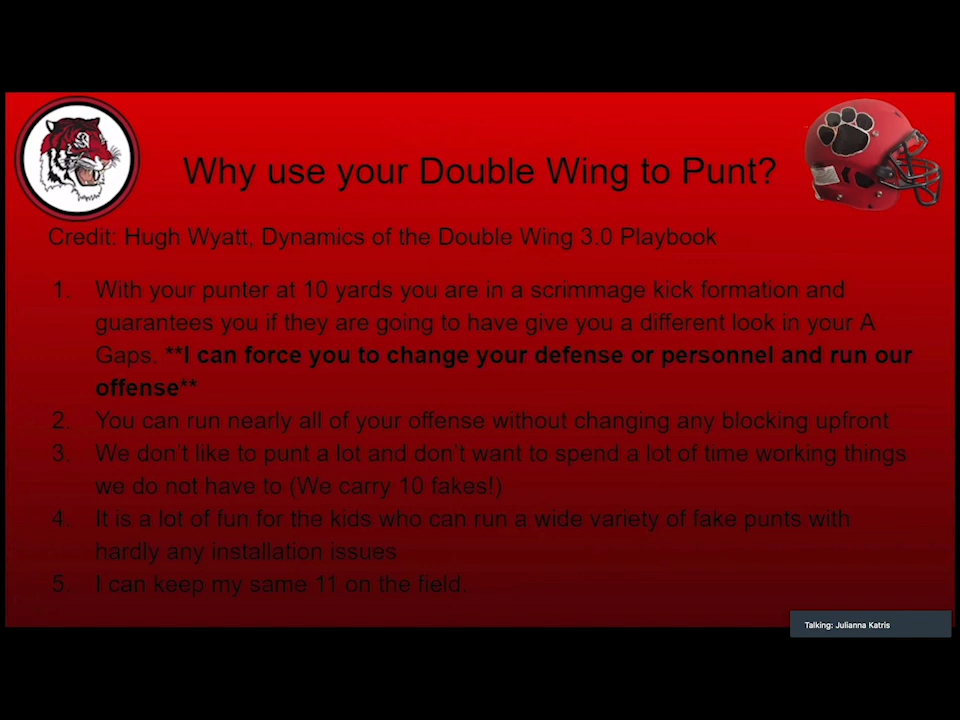 Why use your Double Wing to Punt?
Credit: Hugh Wyatt, Dynamics of the Double Wing 3.0 Playbook
1. With your punter at 10 yards you are in a scrimmage kick formation and
guarantees you if they are going to have give you a different look in your A
Gaps. **I can force you to change your defense or personnel and run our
offense**
2. You can run nearly all of your offense without changing any blocking upfront
3. We don't like to punt a lot and don't want to spend a lot of time working things
we do not have to (We carry 10 fakes!)
4. It is a lot of fun for the kids who can run a wide variety of fake punts with
hardly any installation issues
5. I can keep my same 11 on the field.
Talking: Julianna Katris